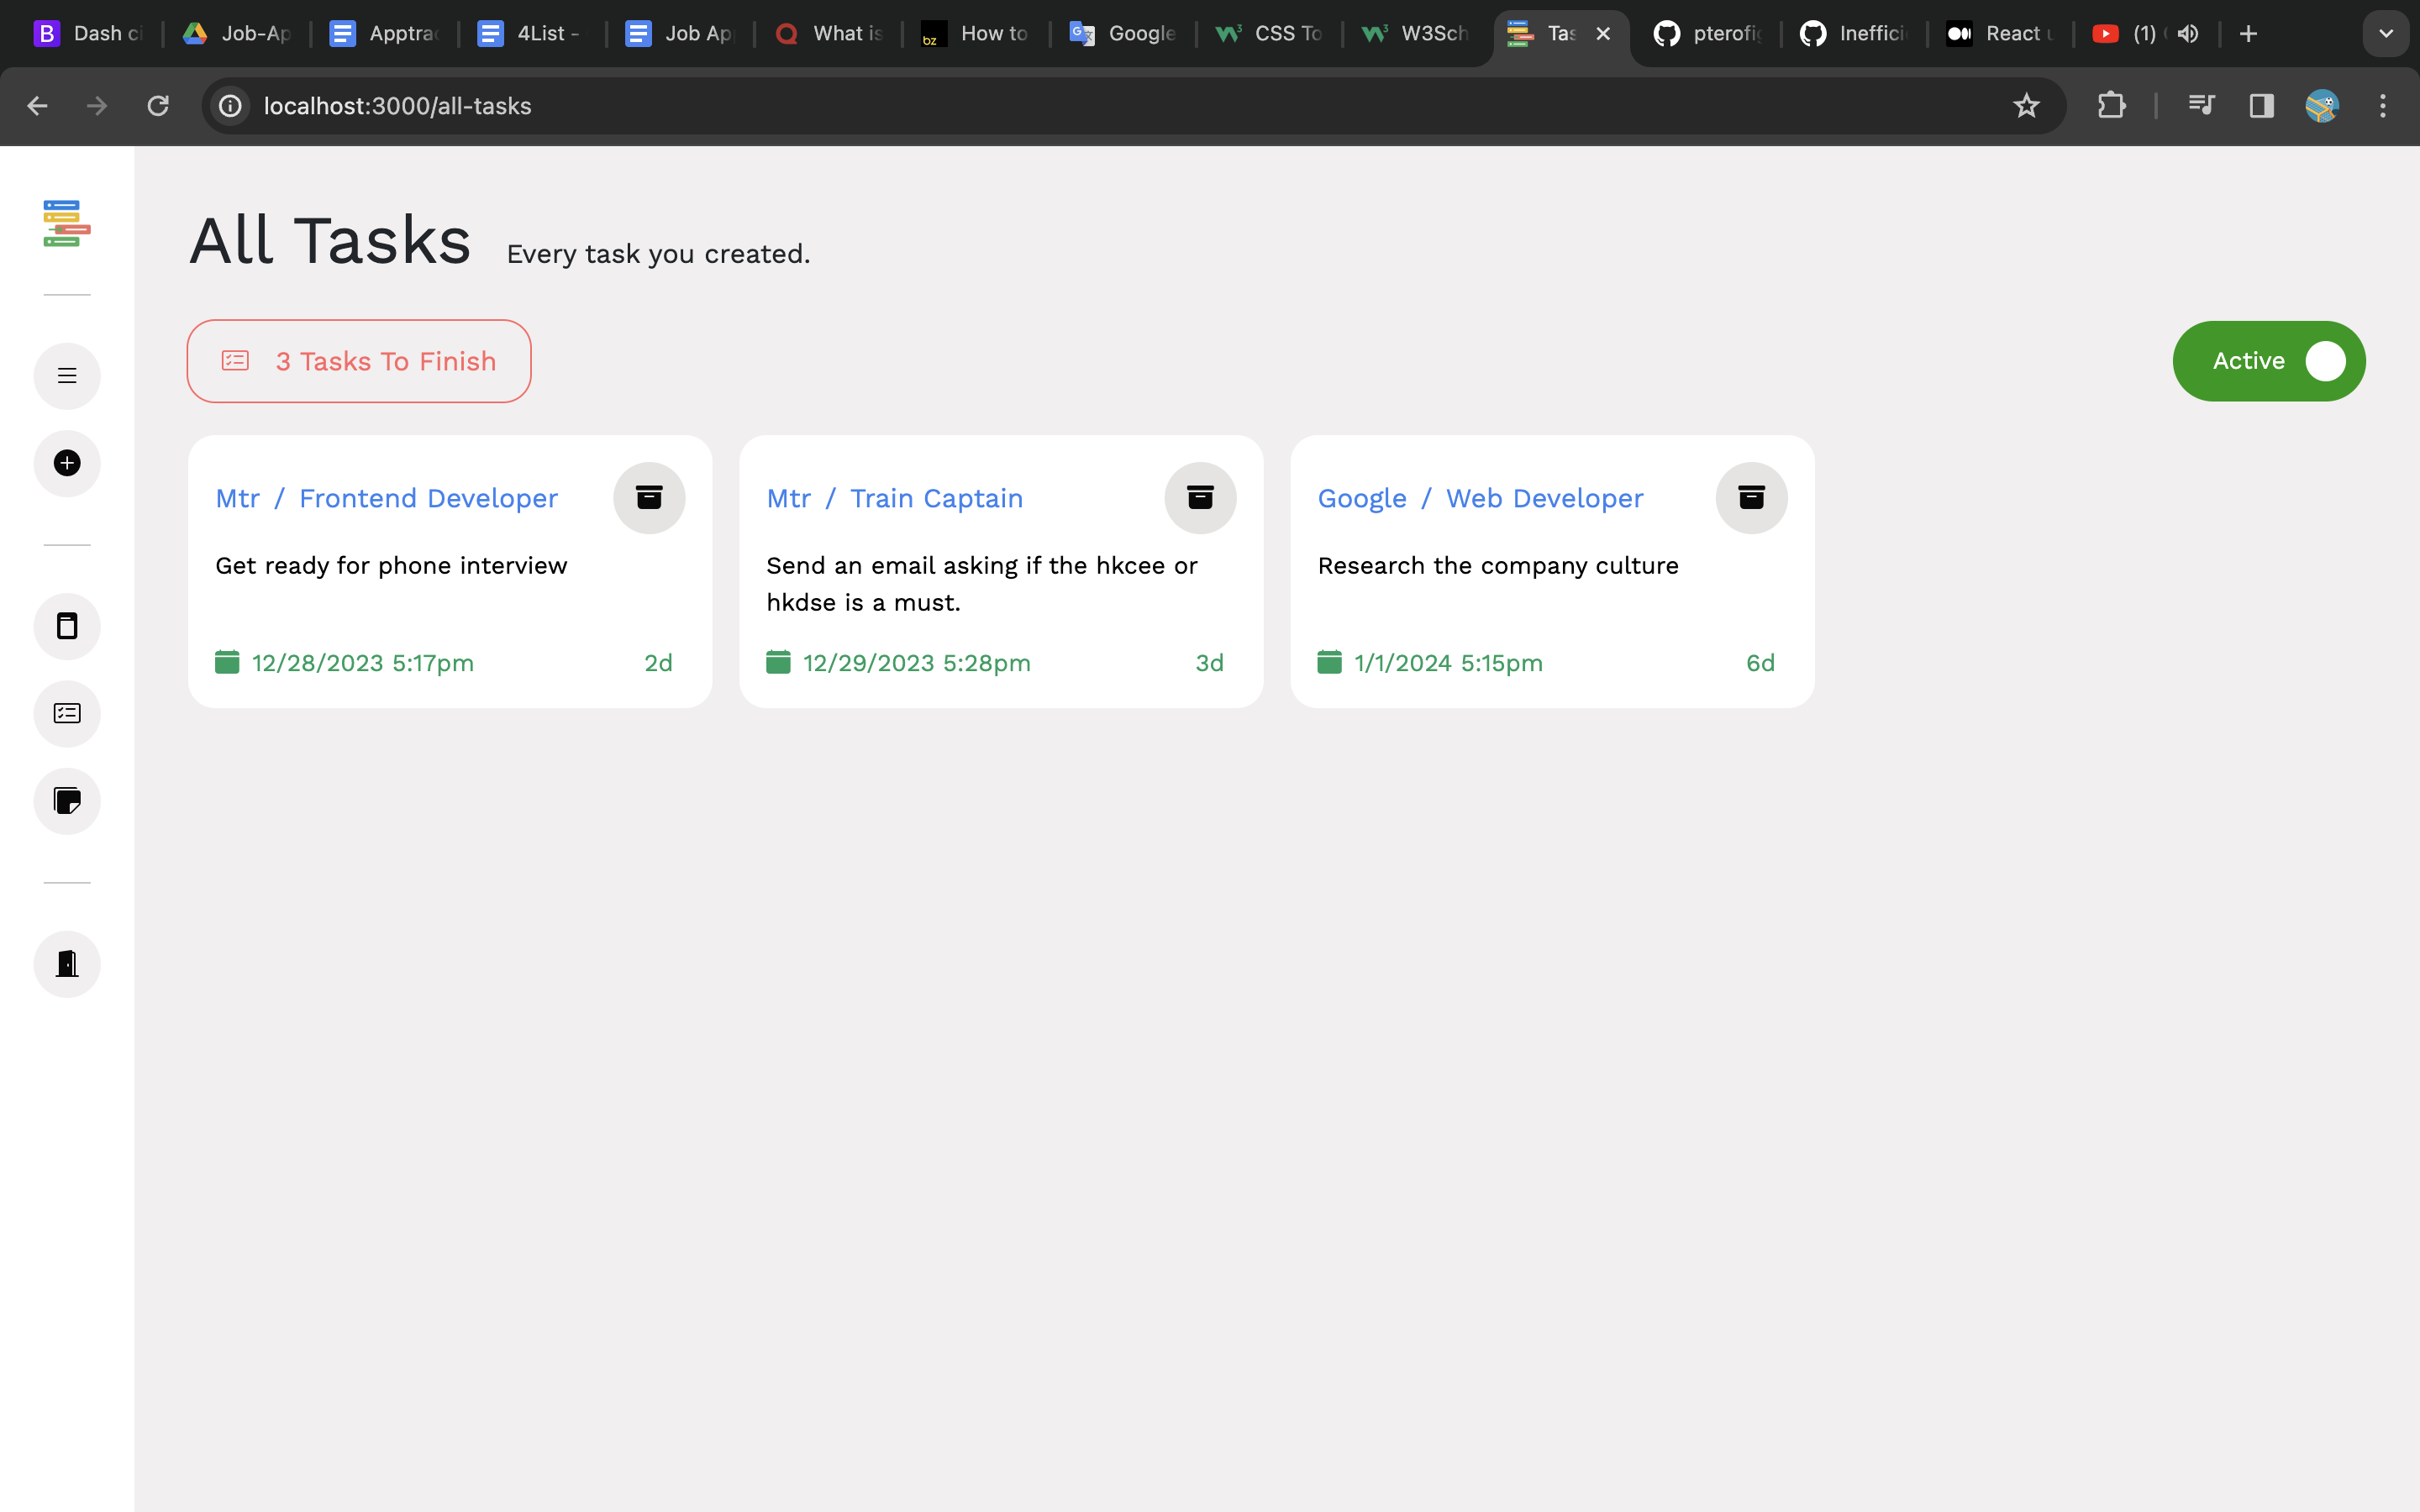 B Dash ci Job-Ap Apptrac 4List - Job Ap What is bz How to Google CSS To W3Sch Tas pterofig Ineffici React u (1)
localhost:3000/all-tasks
All Tasks Every task you created.
3 Tasks To Finish
Active
Mtr / Frontend Developer
Get ready for phone interview
12/28/2023 5:17pm 2d
Mtr / Train Captain
Send an email asking if the hkcee or
hkdse is a must.
12/29/2023 5:28pm 3d
Google / Web Developer
Research the company culture
1/1/2024 5:15pm 6d